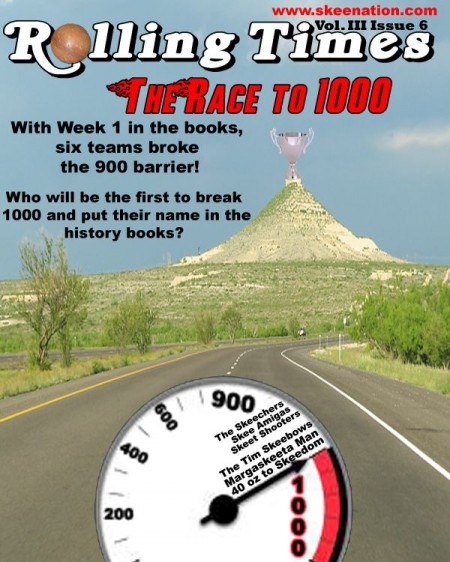 www.skeenation.com
Vol. III Issue 6
Rolling Times
The Race to 1000
With Week 1 in the books,
six teams broke
the 900 barrier!
Who will be the first to break
1000 and put their name in the
history books?
900
600
400
200
The Skeechers
Skee Amigas
Skeet Shooters
The Tim Skeebows
Margaskeeta Man
40 oz to Skeedom
1000